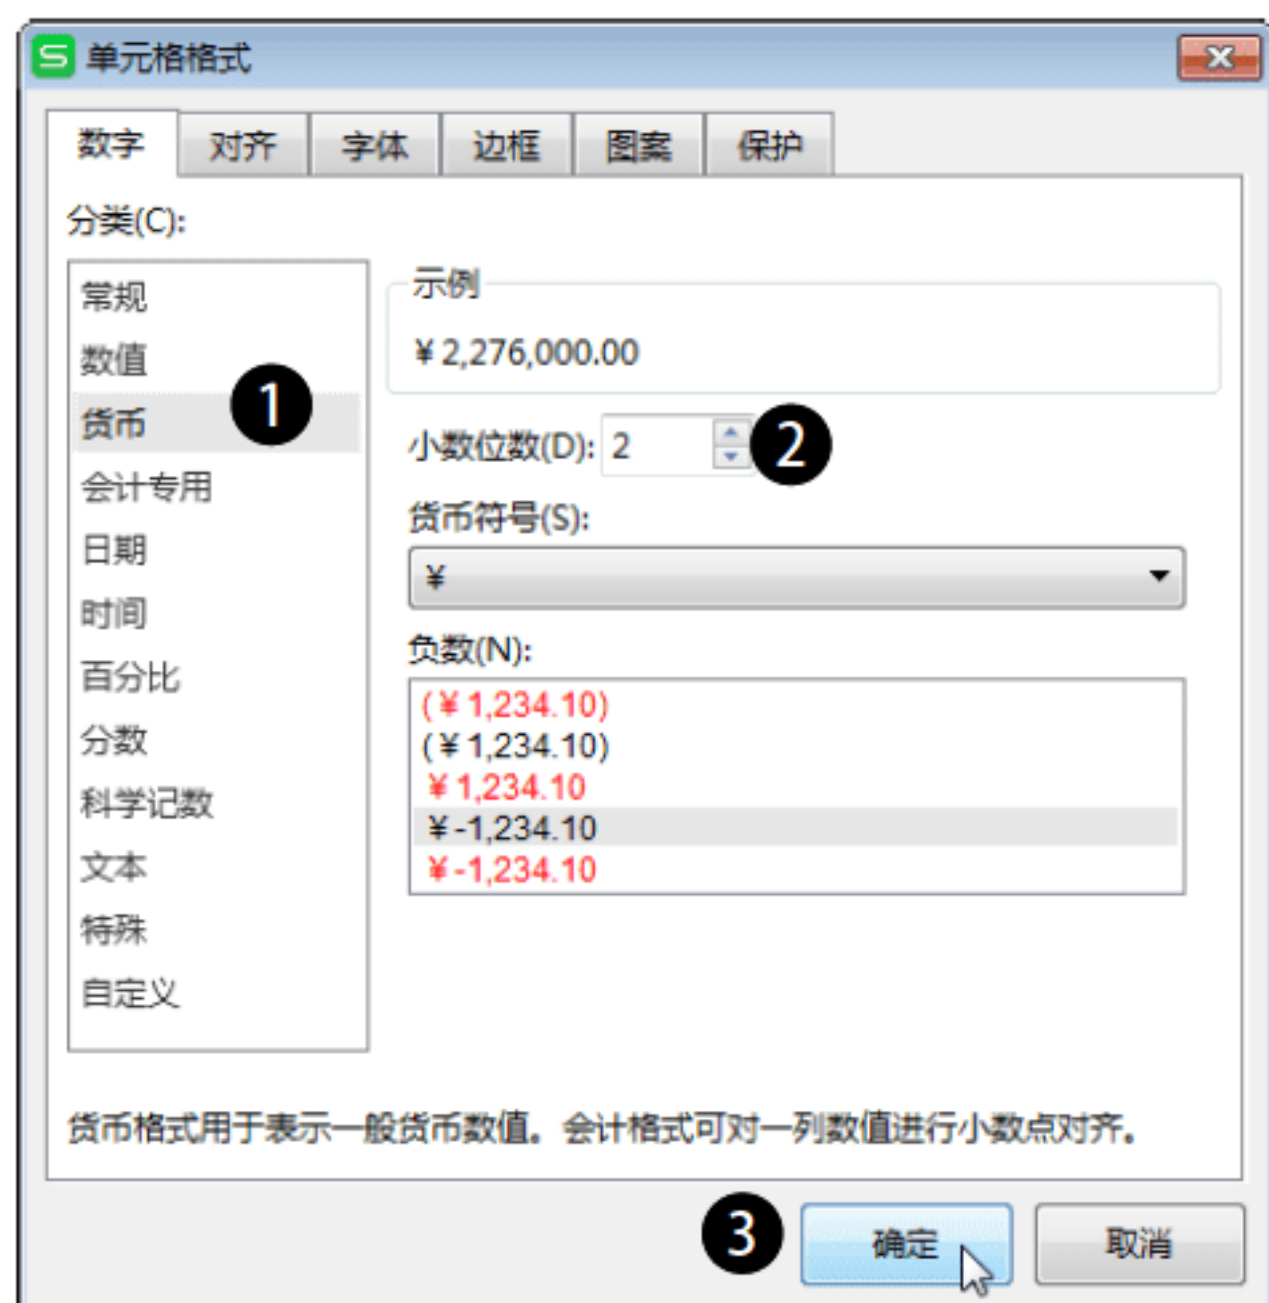 单元格格式
数字 对齐 字体 边框 图案 保护
分类(C):
常规
数值
货币
会计专用
日期
时间
百分比
分数
科学记数
文本
特殊
自定义
1
示例
¥2,276,000.00
小数位数(D): 2
2
货币符号(S):
¥
负数(N):
(¥1,234.10)
(¥1,234.10)
¥1,234.10
¥-1,234.10
¥-1,234.10
货币格式用于表示一般货币数值。会计格式可对一列数值进行小数点对齐。
3 确定 取消